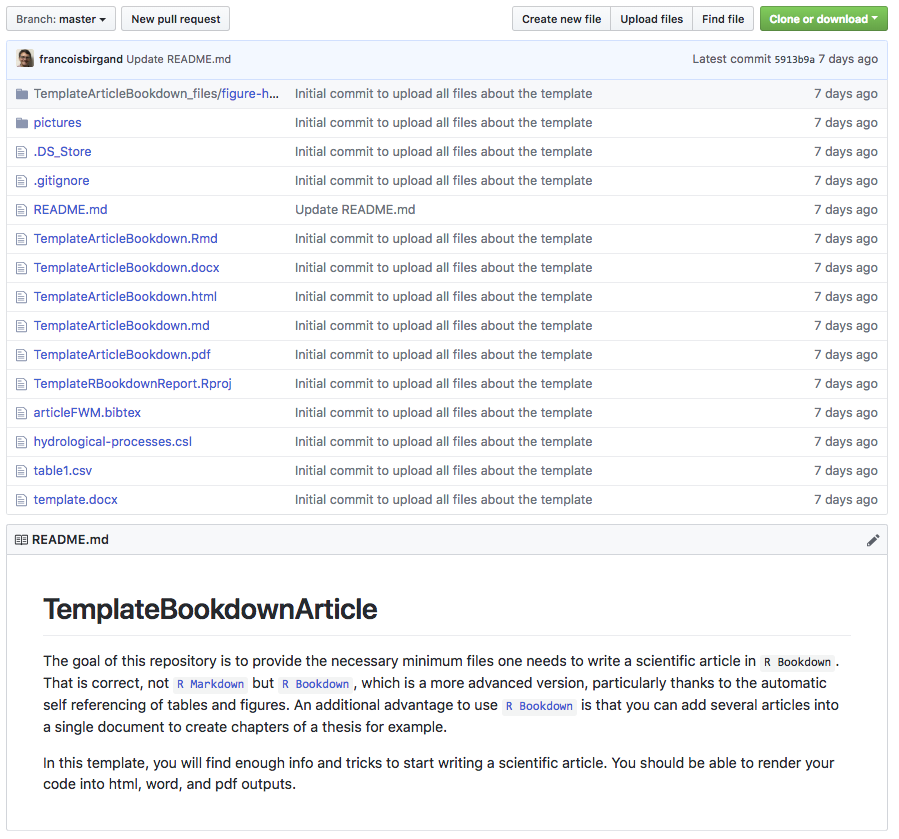 Branch: master New pull request Create new file Upload files Find file Clone or download
francoisbirgand Update README.md Latest commit 5913b9a 7 days ago
TemplateArticleBookdown_files/figure-h... Initial commit to upload all files about the template 7 days ago
pictures Initial commit to upload all files about the template 7 days ago
.DS_Store Initial commit to upload all files about the template 7 days ago
.gitignore Initial commit to upload all files about the template 7 days ago
README.md Update README.md 7 days ago
TemplateArticleBookdown.Rmd Initial commit to upload all files about the template 7 days ago
TemplateArticleBookdown.docx Initial commit to upload all files about the template 7 days ago
TemplateArticleBookdown.html Initial commit to upload all files about the template 7 days ago
TemplateArticleBookdown.md Initial commit to upload all files about the template 7 days ago
TemplateArticleBookdown.pdf Initial commit to upload all files about the template 7 days ago
TemplateRBookdownReport.Rproj Initial commit to upload all files about the template 7 days ago
articleFWM.bibtex Initial commit to upload all files about the template 7 days ago
hydrological-processes.csl Initial commit to upload all files about the template 7 days ago
table1.csv Initial commit to upload all files about the template 7 days ago
template.docx Initial commit to upload all files about the template 7 days ago
README.md
TemplateBookdownArticle
The goal of this repository is to provide the necessary minimum files one needs to write a scientific article in R Bookdown.
That is correct, not R Markdown but R Bookdown, which is a more advanced version, particularly thanks to the automatic
self referencing of tables and figures. An additional advantage to use R Bookdown is that you can add several articles into
a single document to create chapters of a thesis for example.
In this template, you will find enough info and tricks to start writing a scientific article. You should be able to render your
code into html, word, and pdf outputs.